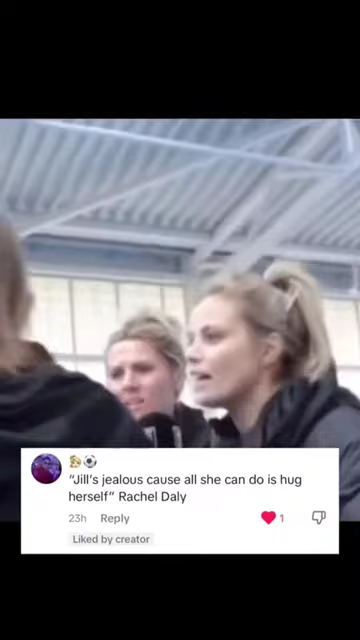 "Jill's jealous cause all she can do is hug
herself" Rachel Daly
23h Reply
1
Liked by creator